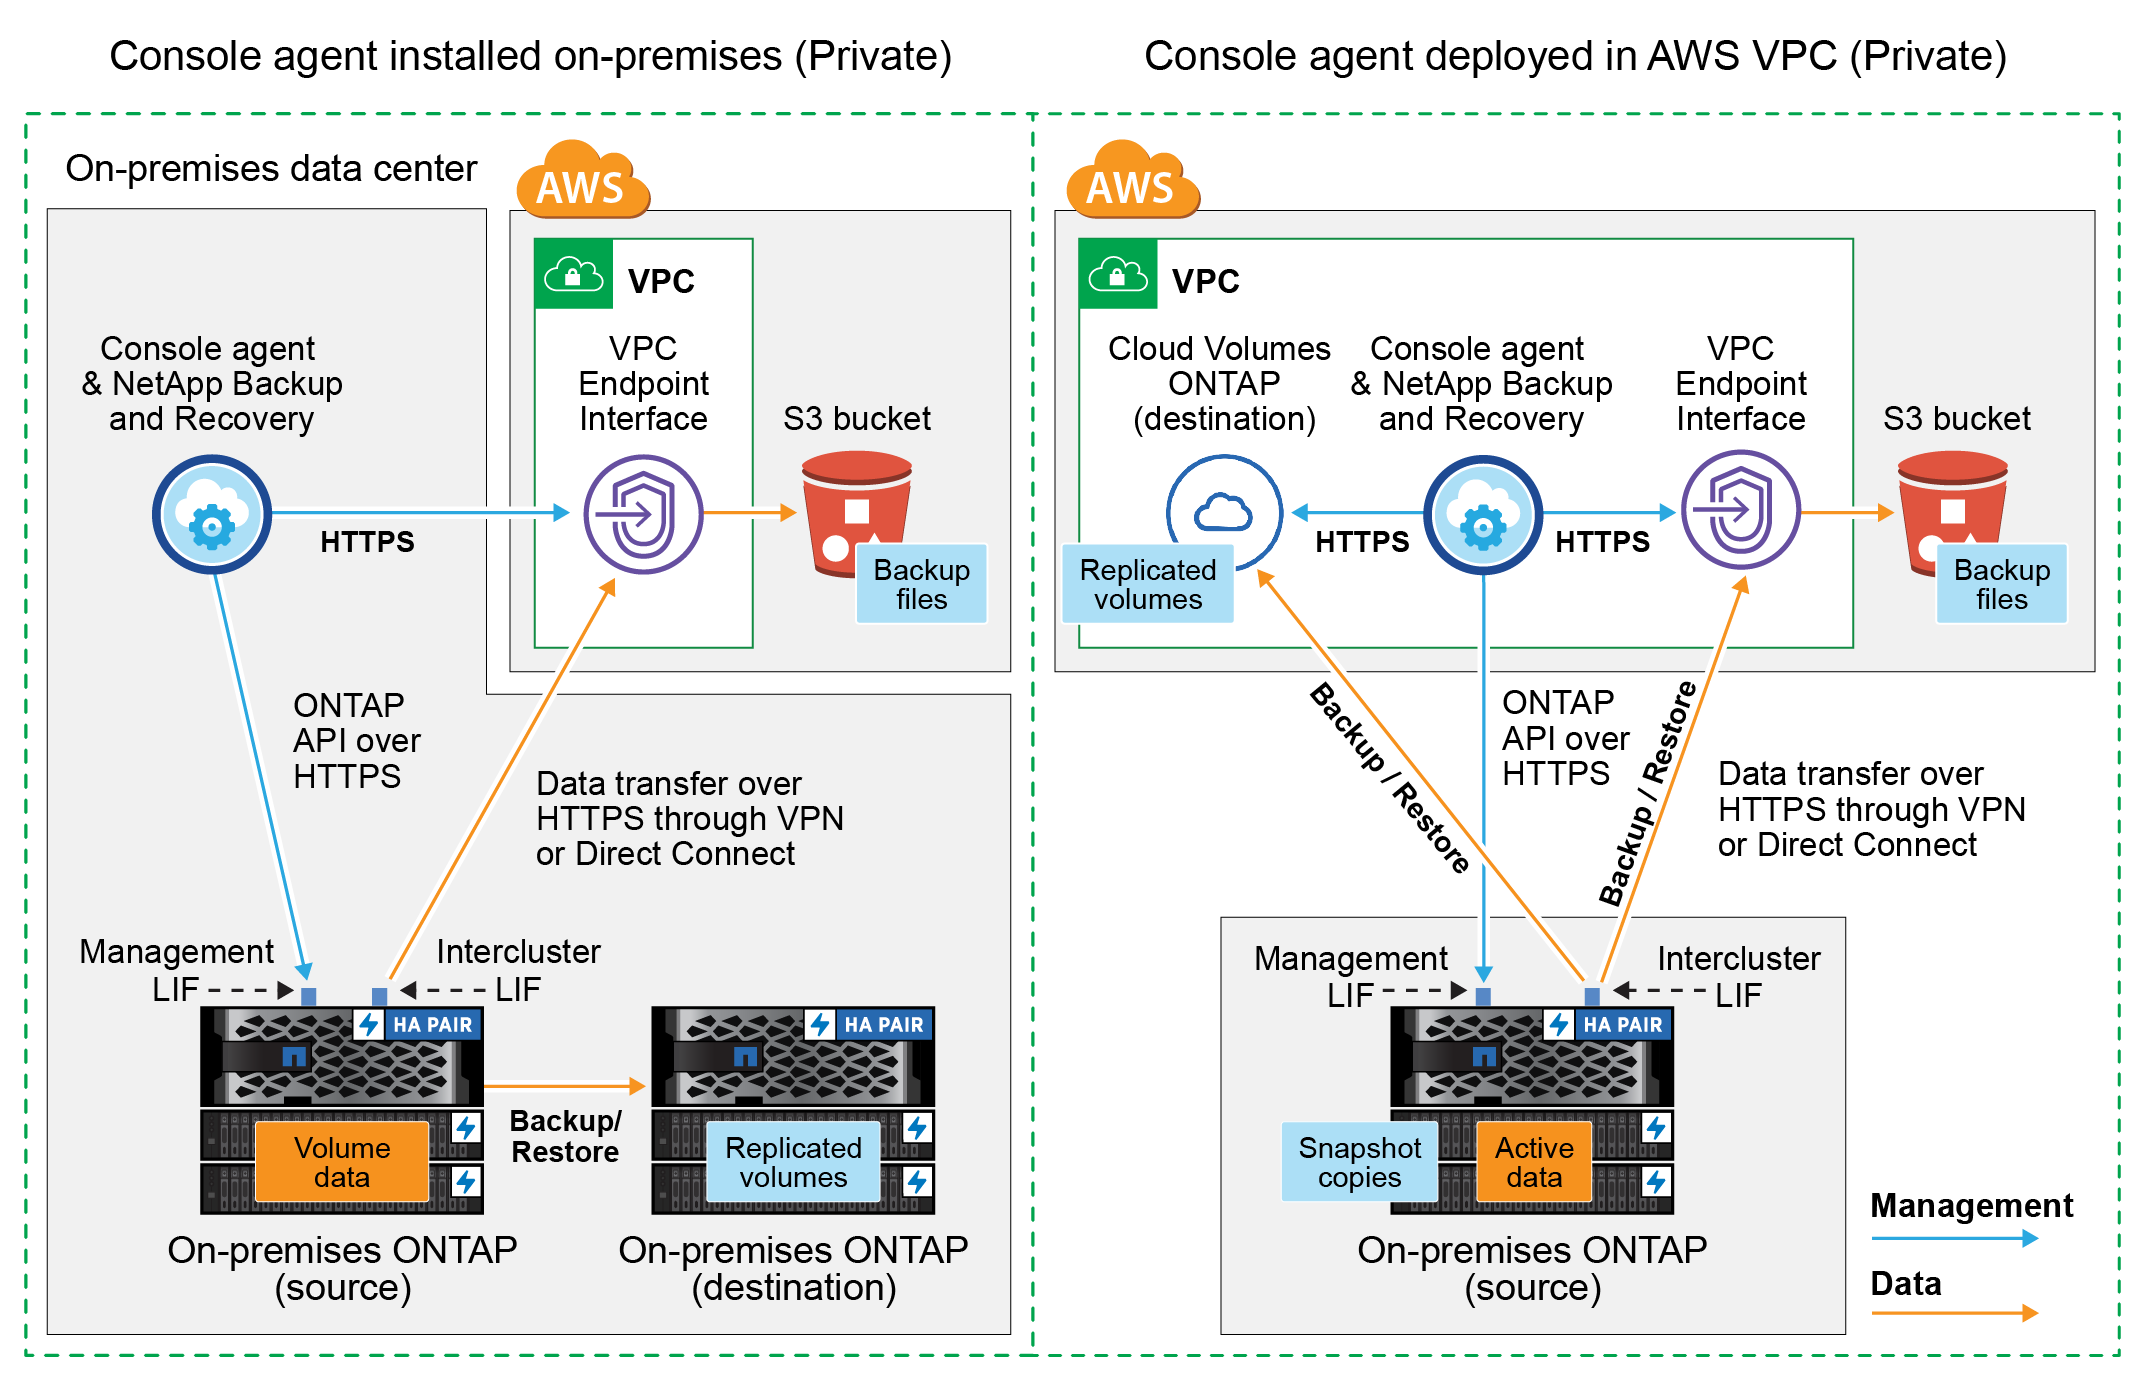 Console agent installed on-premises (Private)
On-premises data center
AWS
VPC
Console agent
& NetApp Backup
and Recovery
VPC
Endpoint
Interface
S3 bucket
HTTPS
Backup
files
ONTAP
API over
HTTPS
Data transfer over
HTTPS through VPN
or Direct Connect
Management
LIF
Intercluster
LIF
HA PAIR
HA PAIR
Backup/
Restore
Volume
data
Replicated
volumes
On-premises ONTAP
(source)
On-premises ONTAP
(destination)
Console agent deployed in AWS VPC (Private)
AWS
VPC
Cloud Volumes
ONTAP
(destination)
Console agent
& NetApp Backup
and Recovery
VPC
Endpoint
Interface
S3 bucket
HTTPS
HTTPS
Replicated
volumes
Backup
files
Backup / Restore
ONTAP
API over
HTTPS
Backup / Restore
Data transfer over
HTTPS through VPN
or Direct Connect
Management
LIF
Intercluster
LIF
HA PAIR
Snapshot
copies
Active
data
On-premises ONTAP
(source)
Management
Data